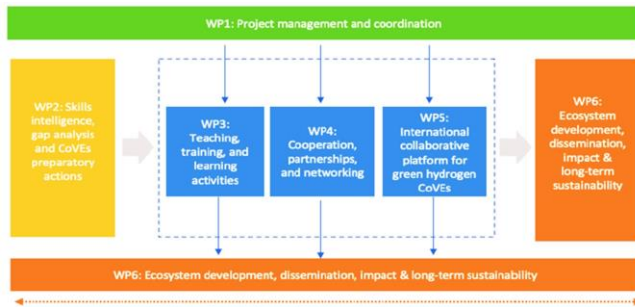 WP1: Project management and coordination
WP2: Skills
intelligence,
gap analysis
and CoVEs
preparatory
actions
WP3:
Teaching,
training, and
learning
activities
WP4:
Cooperation,
partnerships,
and networking
WP5:
International
collaborative
platform for
green hydrogen
CoVEs
WP6:
Ecosystem
development,
dissemination,
impact &
long-term
sustainability
WP6: Ecosystem development, dissemination, impact & long-term sustainability